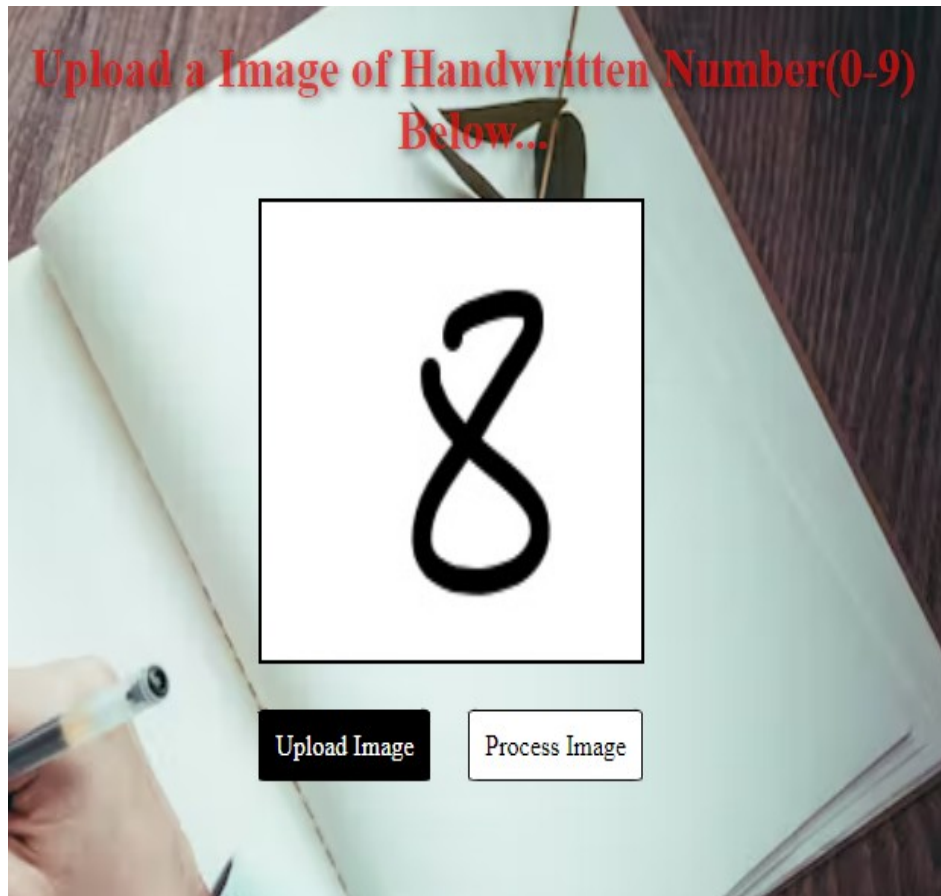 Upload a Image of Handwritten Number(0-9)
Below...
8
Upload Image
Process Image